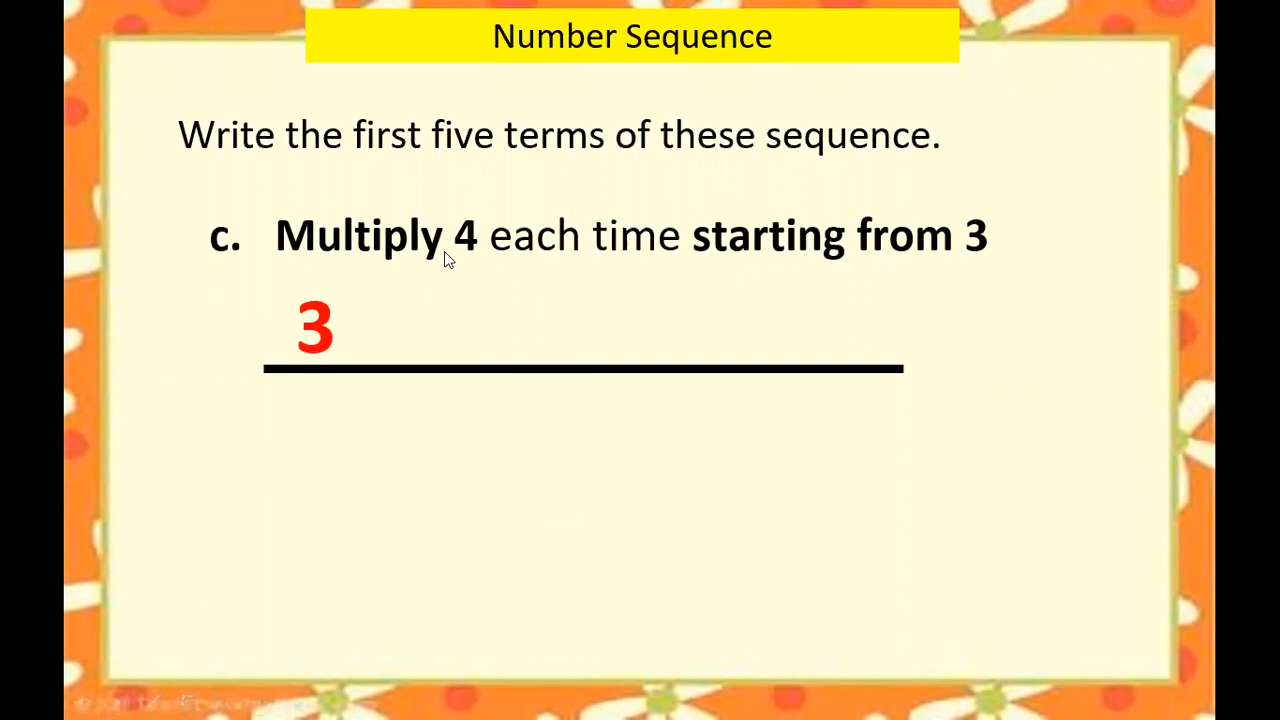 Number Sequence
Write the first five terms of these sequence.
c. Multiply 4 each time starting from 3
3